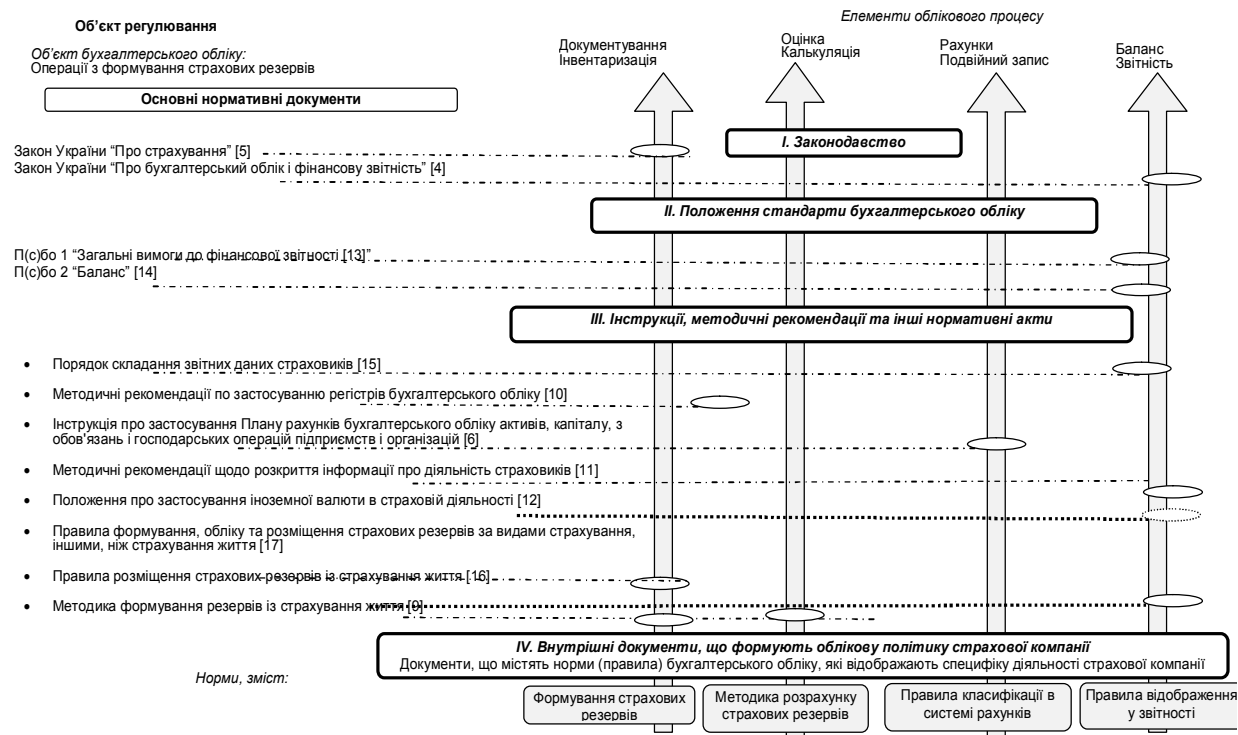 Об’єкт регулювання
Елементи облікового процесу
Об’єкт бухгалтерського обліку:
Операції з формування страхових резервів
Документування
Інвентаризація
Оцінка
Калькуляція
Рахунки
Подвійний запис
Баланс
Звітність
Основні нормативні документи
I. Законодавство
Закон України “Про страхування” [5]
Закон України “Про бухгалтерський облік і фінансову звітність” [4]
II. Положення стандарти бухгалтерського обліку
П(с)бо 1 “Загальні вимоги до фінансової звітності [13]”
П(с)бо 2 “Баланс” [14]
III. Інструкції, методичні рекомендації та інші нормативні акти
• Порядок складання звітних даних страховиків [15]
• Методичні рекомендації по застосуванню регістрів бухгалтерського обліку [10]
• Інструкція про застосування Плану рахунків бухгалтерського обліку активів, капіталу, з
обов’язань і господарських операцій підприємств і організацій [6]
• Методичні рекомендації щодо розкриття інформації про діяльність страховиків [11]
• Положення про застосування іноземної валюти в страховій діяльності [12]
• Правила формування, обліку та розміщення страхових резервів за видами страхування,
іншими, ніж страхування життя [17]
• Правила розміщення страхових резервів із страхування життя [16]
• Методика формування резервів із страхування життя [9]
IV. Внутрішні документи, що формують облікову політику страхової компанії
Документи, що містять норми (правила) бухгалтерського обліку, які відображають специфіку діяльності страхової компанії
Норми, зміст:
Формування страхових
резервів
Методика розрахунку
страхових резервів
Правила класифікації в
системі рахунків
Правила відображення
у звітності